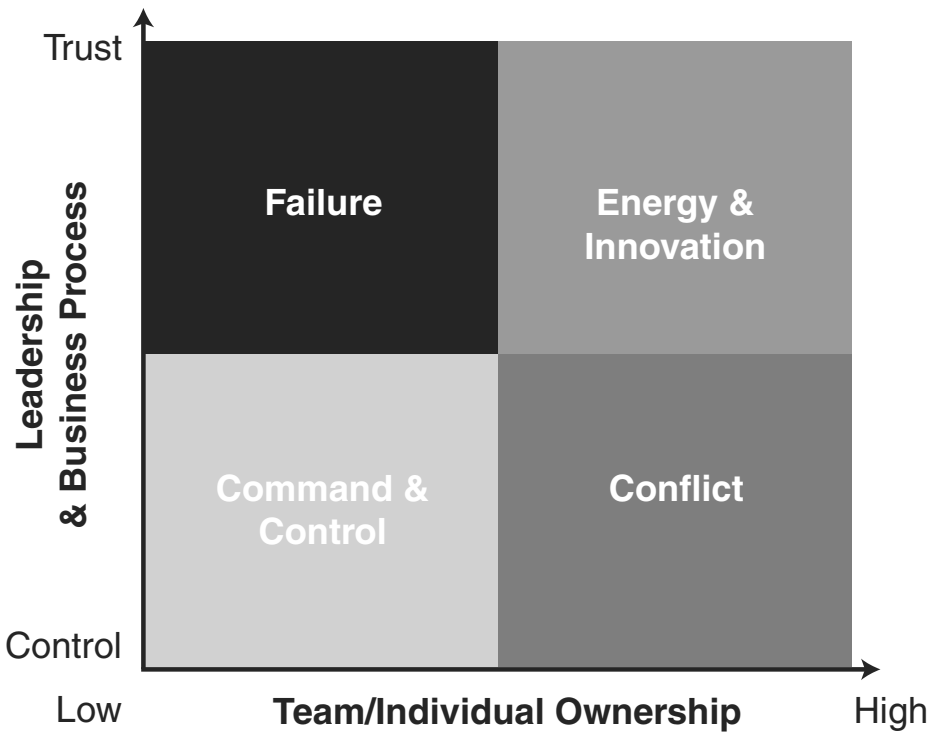 Trust
Leadership
& Business Process
Failure
Energy &
Innovation
Command &
Control
Conflict
Control
Low
Team/Individual Ownership
High